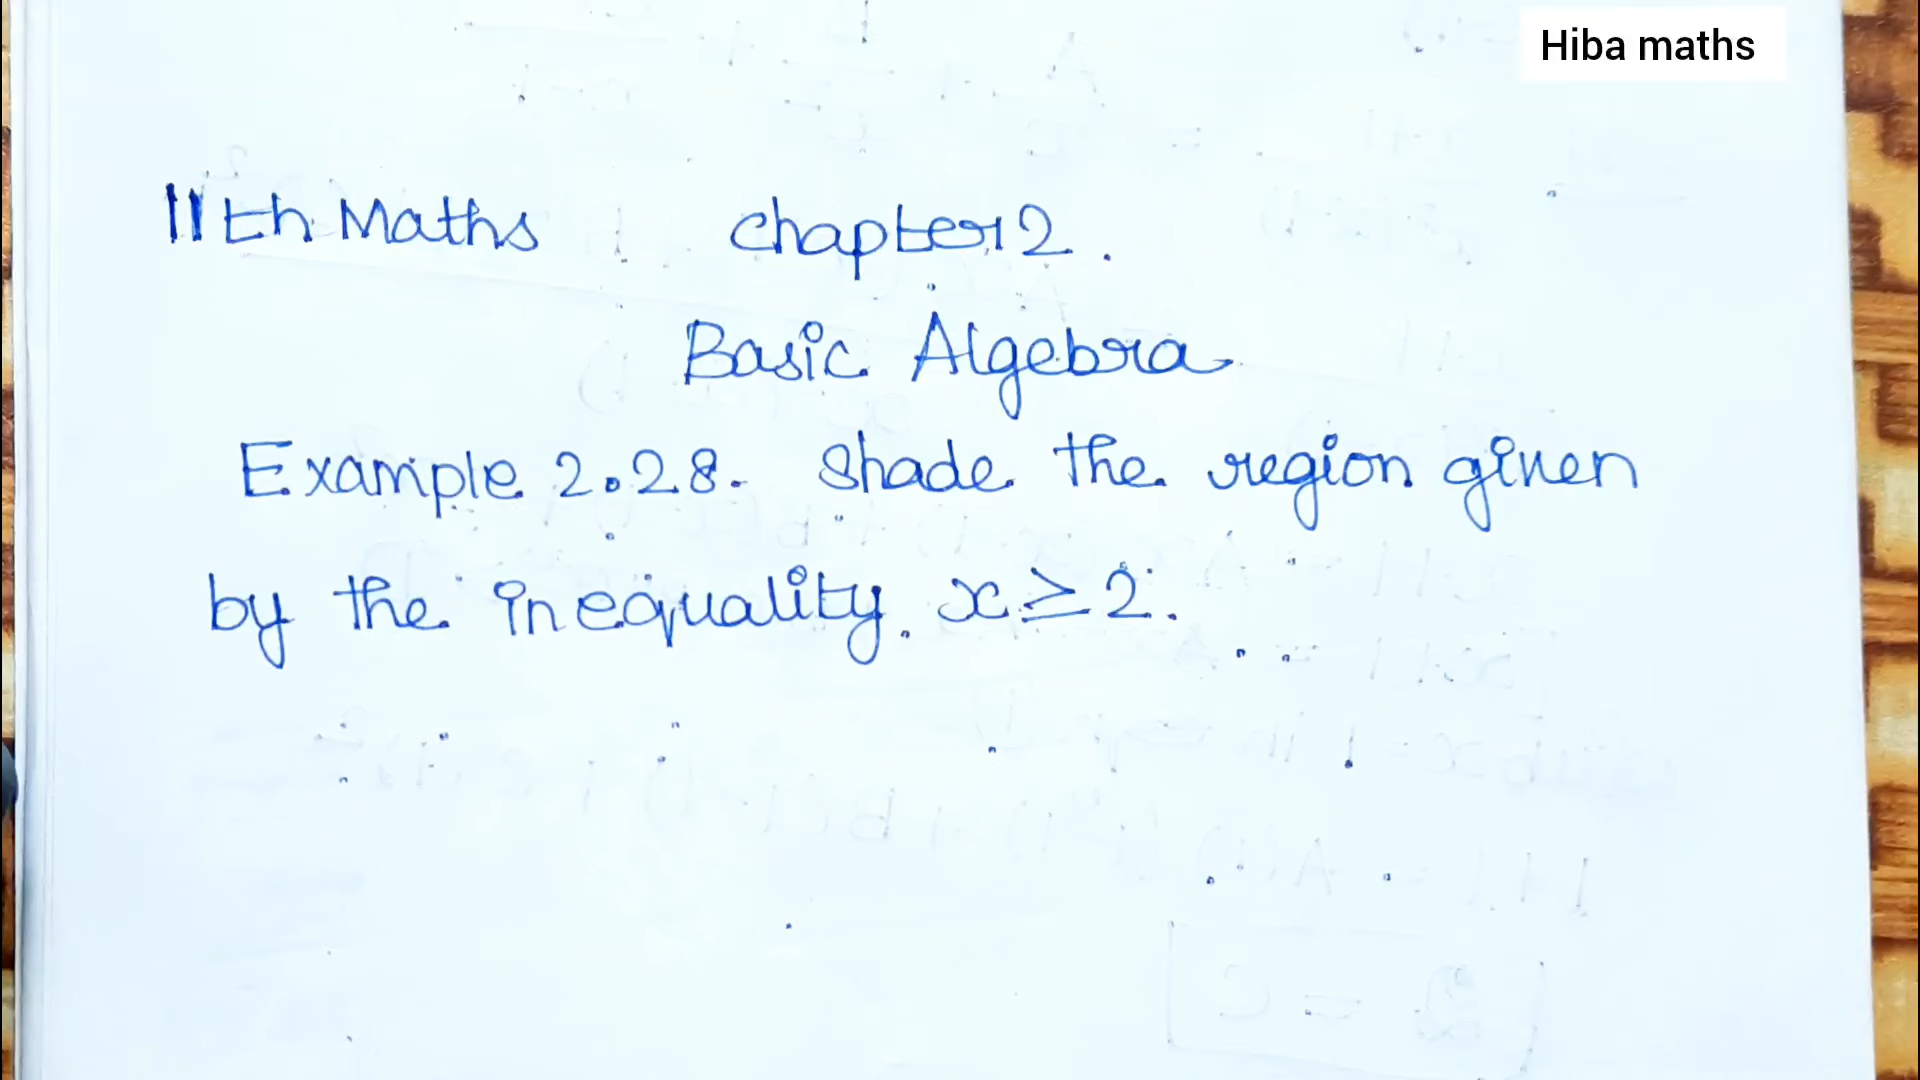 Hiba maths
11th Maths chapter 2.
Basic Algebra
Example 2.28. Shade the region given
by the inequality x ≥ 2.